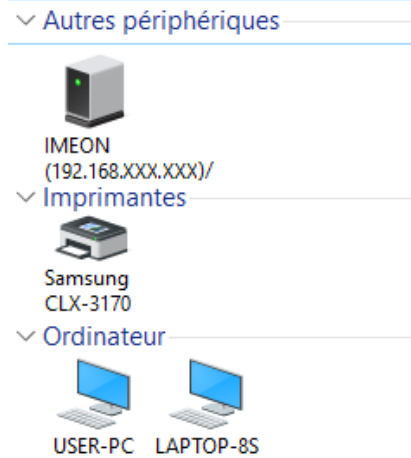 Autres périphériques
IMEON
(192.168.XXX.XXX)/
Imprimantes
Samsung
CLX-3170
Ordinateur
USER-PC LAPTOP-8S